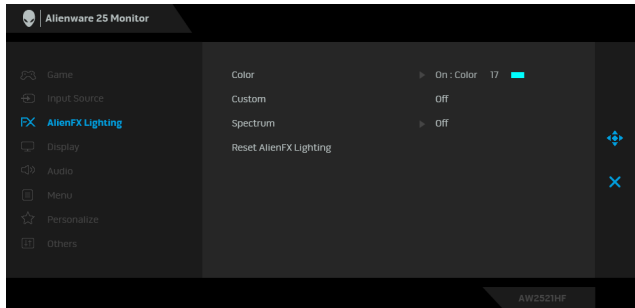 Alienware 25 Monitor
Game
Input Source
FX AlienFX Lighting
Display
Audio
Menu
Personalize
Others
Color On : Color 17
Custom Off
Spectrum Off
Reset AlienFX Lighting
AW2521HF